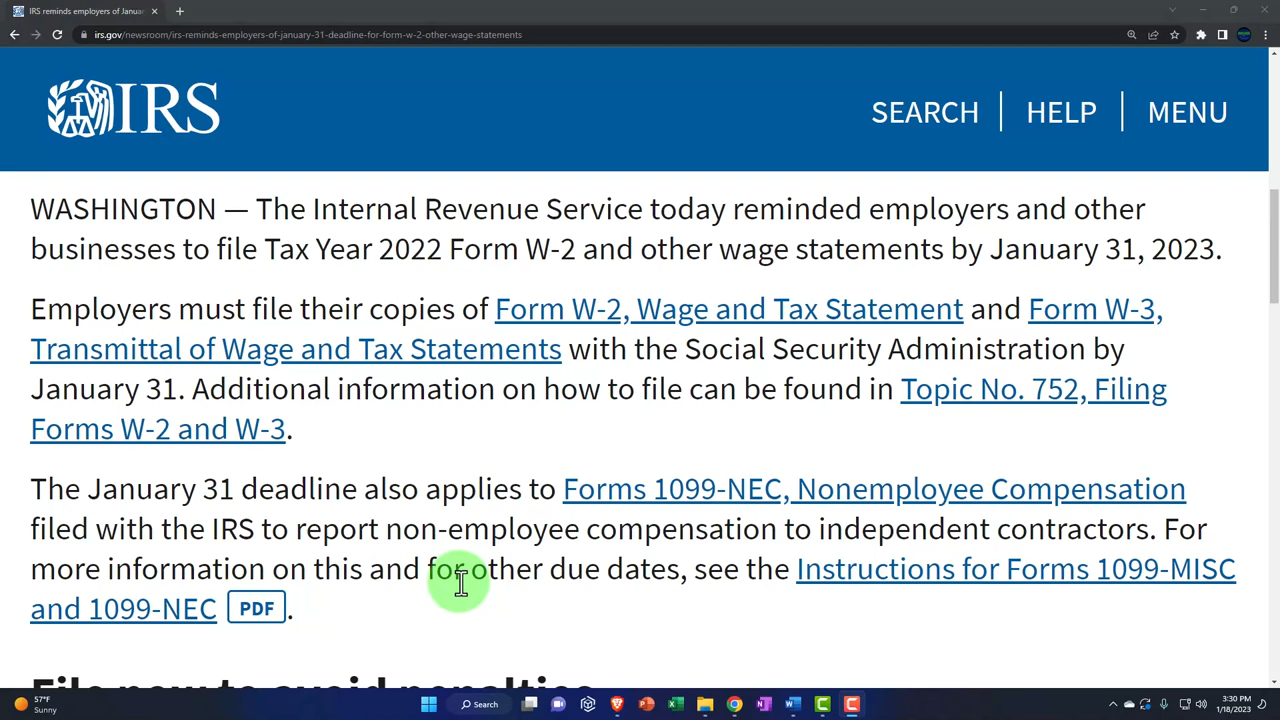 IRS reminds employers of Janua
irs.gov/newsroom/irs-reminds-employers-of-january-31-deadline-for-form-w-2-other-wage-statements
IRS
SEARCH
HELP
MENU
WASHINGTON — The Internal Revenue Service today reminded employers and other
businesses to file Tax Year 2022 Form W-2 and other wage statements by January 31, 2023.
Employers must file their copies of Form W-2, Wage and Tax Statement and Form W-3,
Transmittal of Wage and Tax Statements with the Social Security Administration by
January 31. Additional information on how to file can be found in Topic No. 752, Filing
Forms W-2 and W-3.
The January 31 deadline also applies to Forms 1099-NEC, Nonemployee Compensation
filed with the IRS to report non-employee compensation to independent contractors. For
more information on this and for other due dates, see the Instructions for Forms 1099-MISC
and 1099-NEC PDF.
File now to avoid penalties
57°F
Sunny
Search
3:30 PM
1/18/2023